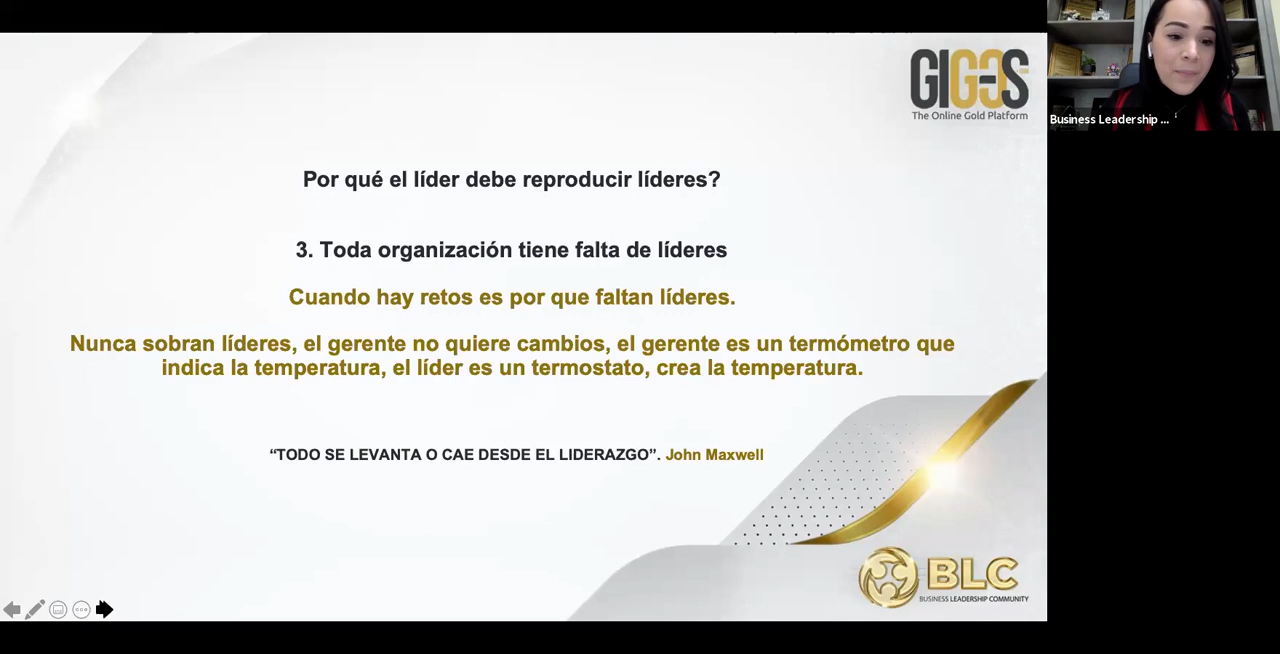 GIGOS
The Online Gold Platform
Business Leadership ...
Por qué el líder debe reproducir líderes?
3. Toda organización tiene falta de líderes
Cuando hay retos es por que faltan líderes.
Nunca sobran líderes, el gerente no quiere cambios, el gerente es un termómetro que
indica la temperatura, el líder es un termostato, crea la temperatura.
“TODO SE LEVANTA O CAE DESDE EL LIDERAZGO”. John Maxwell
BLC
BUSINESS LEADERSHIP COMMUNITY